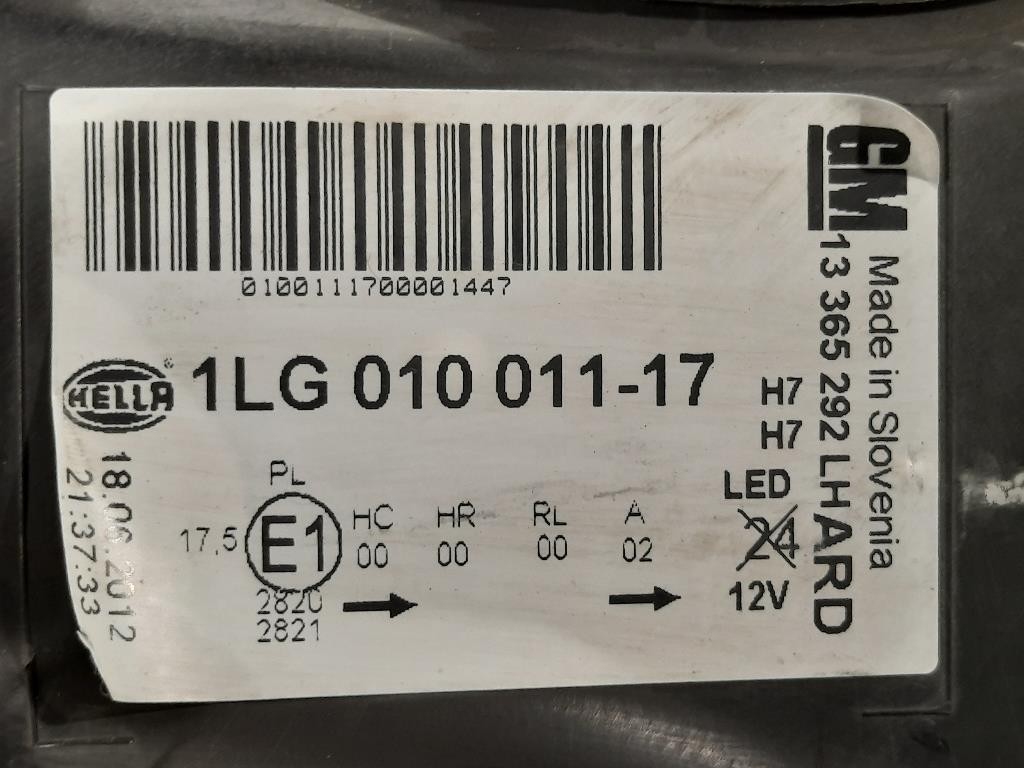 0100111700001447
HELLA
®
1LG 010 011-17
H7
H7
LED
24
12V
PL
17,5
E1
HC
HR
RL
A
00
00
00
02
2820
2821
18.06.2012
21:37:33
GM
13 365 292 LHARD
Made in Slovenia